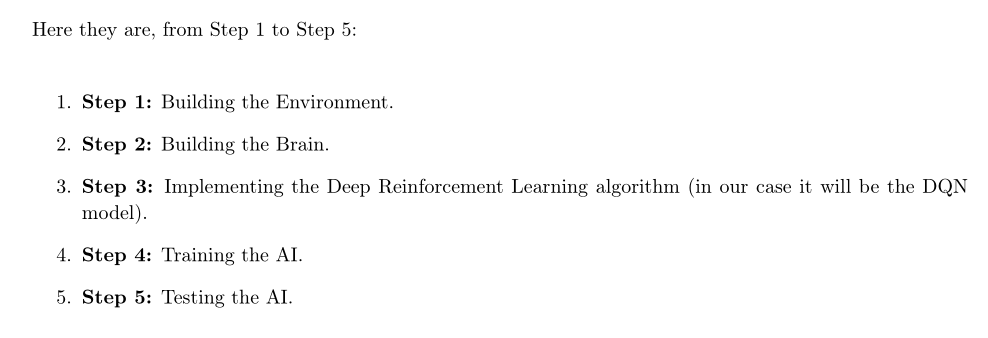 Here they are, from Step 1 to Step 5:
1. Step 1: Building the Environment.
2. Step 2: Building the Brain.
3. Step 3: Implementing the Deep Reinforcement Learning algorithm (in our case it will be the DQN
model).
4. Step 4: Training the AI.
5. Step 5: Testing the AI.